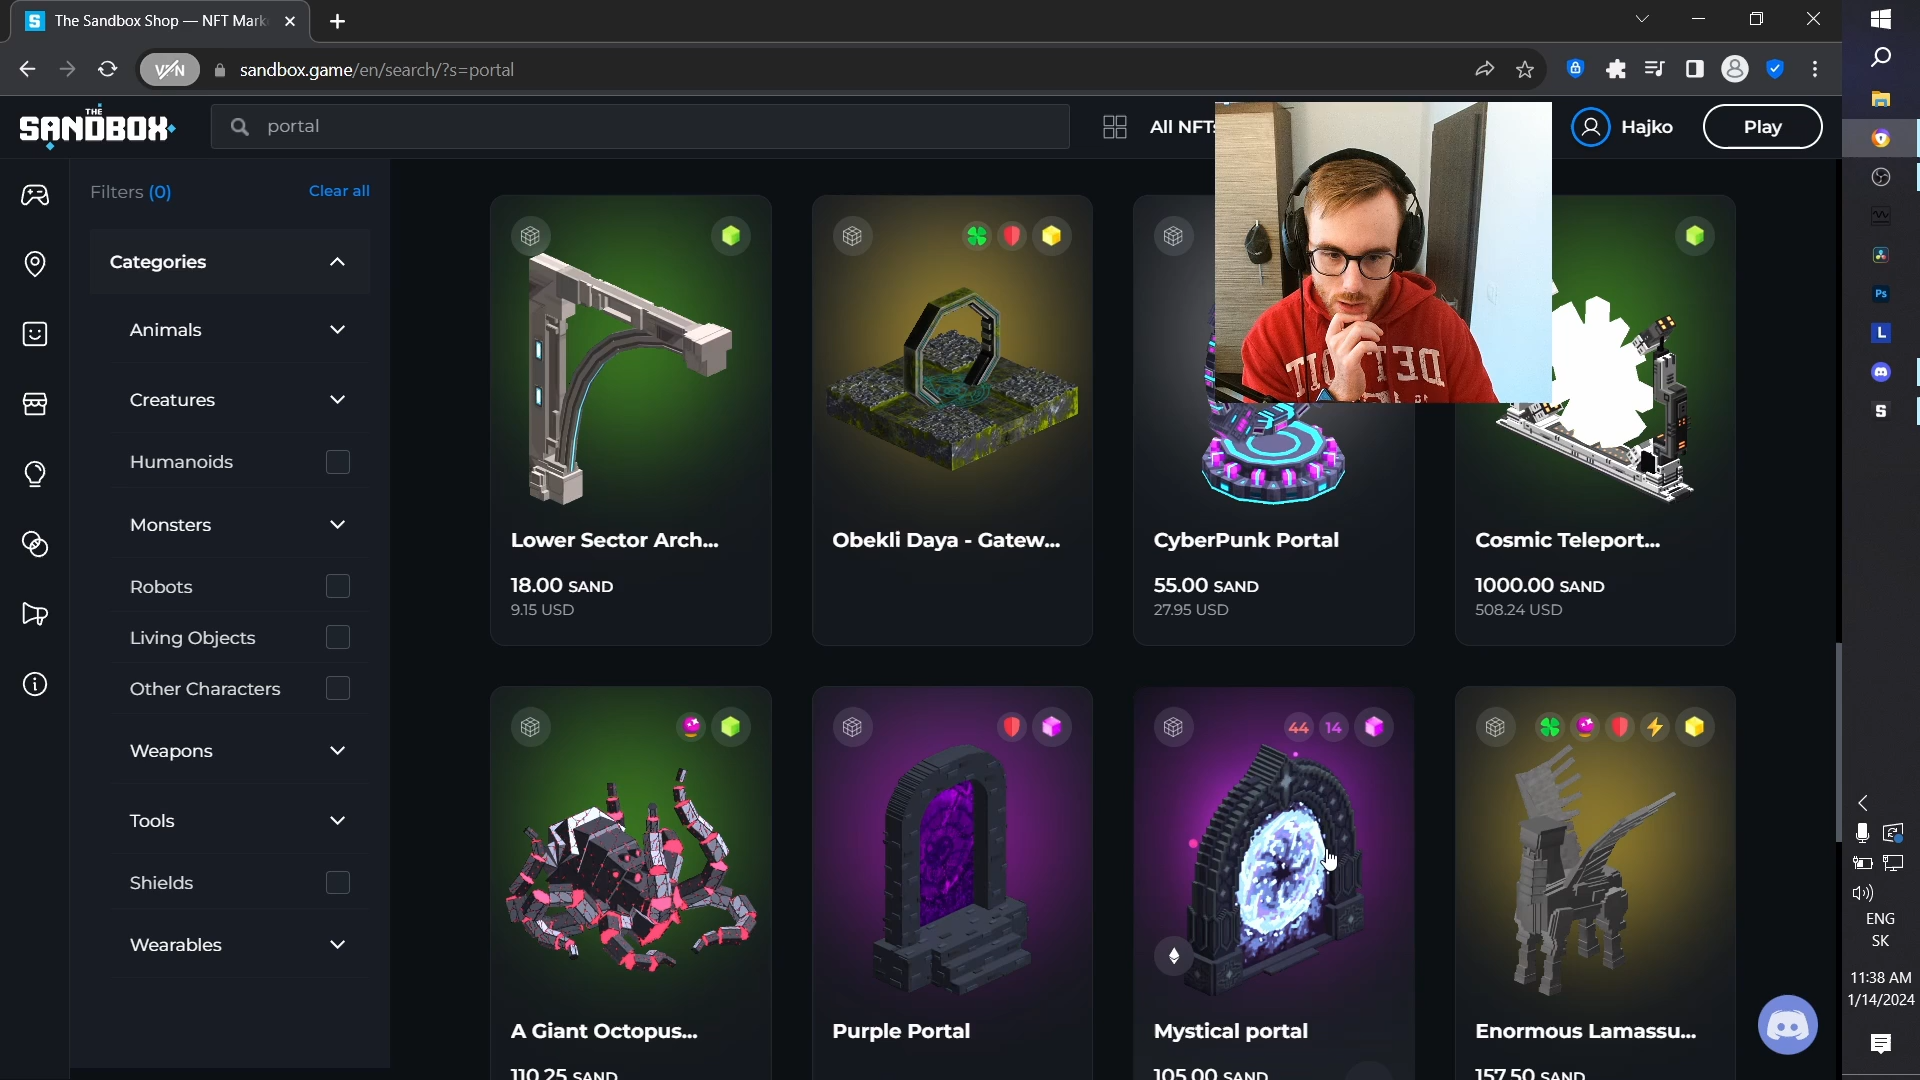 The Sandbox Shop — NFT Mark
VPN
sandbox.game/en/search/?s=portal
THE
SANDBOX
portal
All NFTs
Hajko
Play
Filters (0)
Clear all
Categories
Animals
Creatures
Humanoids
Monsters
Robots
Living Objects
Other Characters
Weapons
Tools
Shields
Wearables
Lower Sector Arch...
18.00 SAND
9.15 USD
Obekli Daya - Gatew...
CyberPunk Portal
55.00 SAND
27.95 USD
Cosmic Teleport...
1000.00 SAND
508.24 USD
DETROIT
A Giant Octopus...
110.25 SAND
Purple Portal
44 14
Mystical portal
105.00 SAND
Enormous Lamassu...
157.50 SAND
Ps
L
S
ENG
SK
11:38 AM
1/14/2024